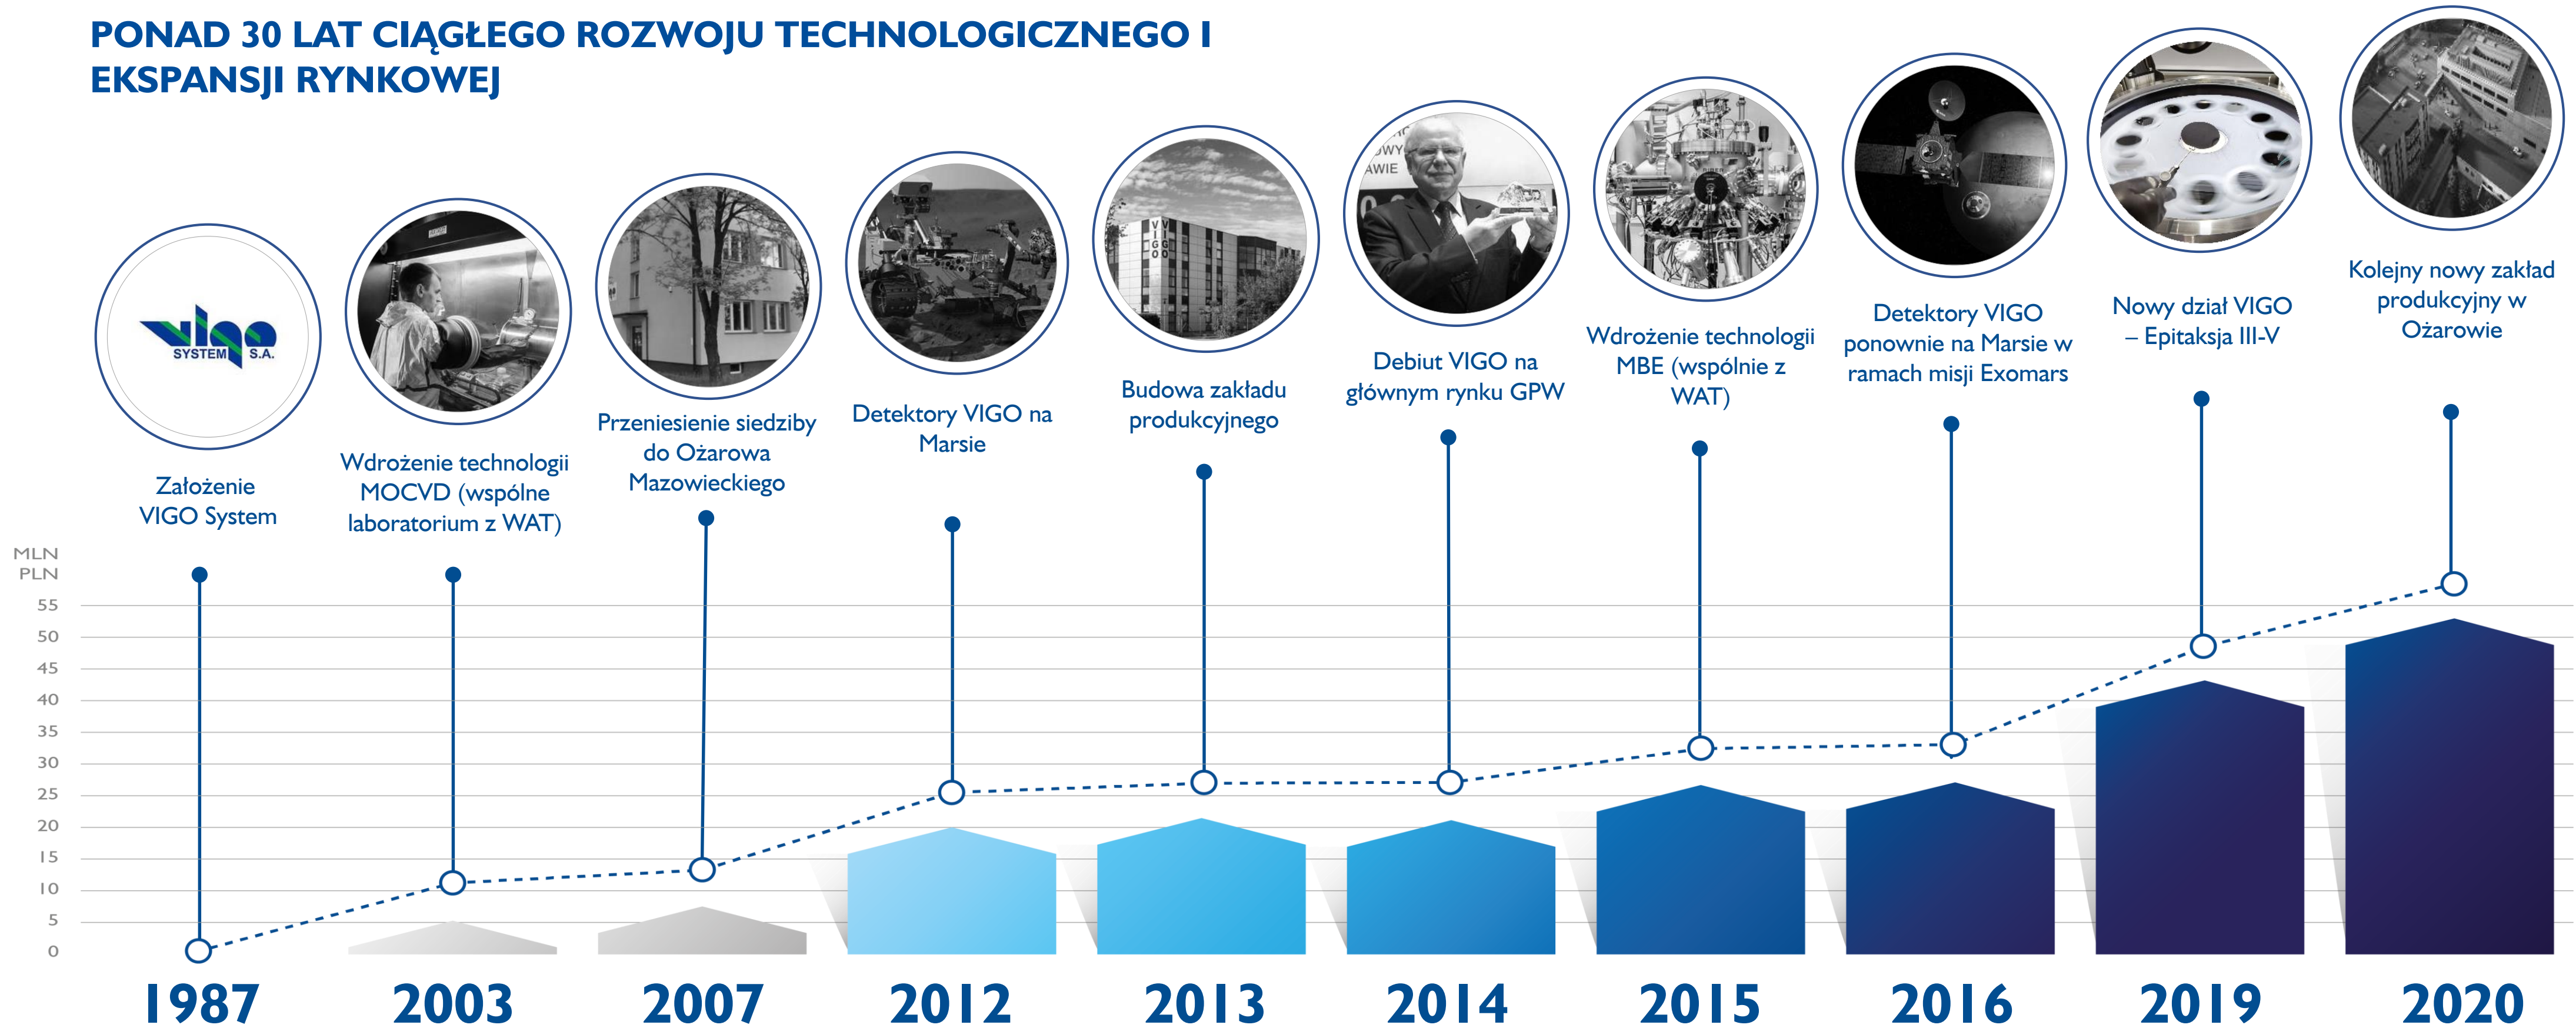 PONAD 30 LAT CIĄGŁEGO ROZWOJU TECHNOLOGICZNEGO I
EKSPANSJI RYNKOWEJ
vigo
SYSTEM S.A.
Założenie
VIGO System
Wdrożenie technologii
MOCVD (wspólne
laboratorium z WAT)
Przeniesienie siedziby
do Ożarowa
Mazowieckiego
Detektory VIGO na
Marsie
VIGO
VIGO
Budowa zakładu
produkcyjnego
OWY
AWIE
Debiut VIGO na
głównym rynku GPW
Wdrożenie technologii
MBE (wspólnie z
WAT)
Detektory VIGO
ponownie na Marsie w
ramach misji Exomars
Nowy dział VIGO
– Epitaksja III-V
Kolejny nowy zakład
produkcyjny w
Ożarowie
MLN
PLN
55
50
45
40
35
30
25
20
15
10
5
0
1987
2003
2007
2012
2013
2014
2015
2016
2019
2020